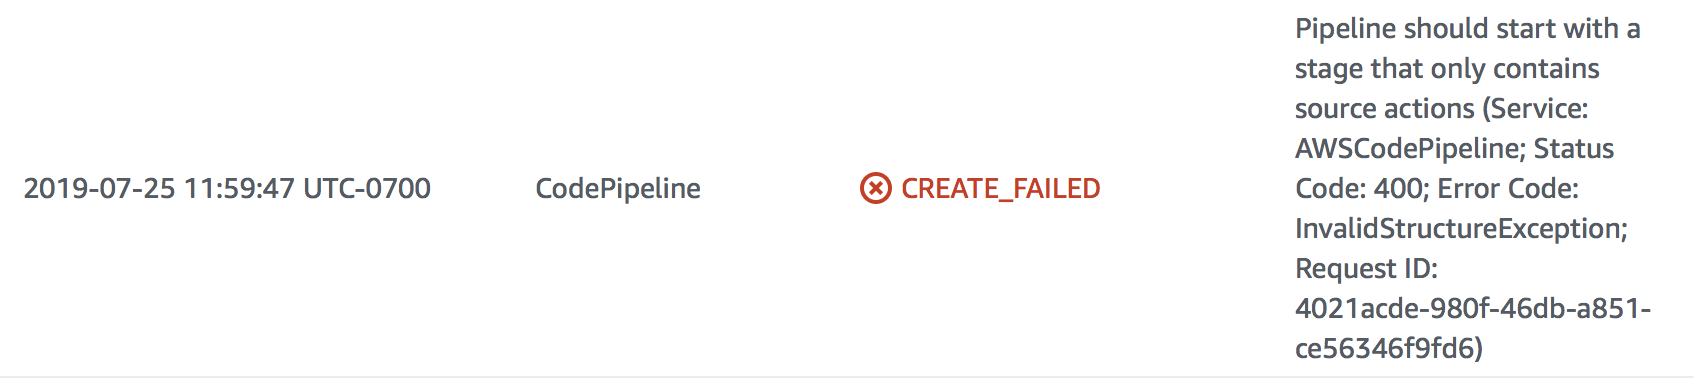 Pipeline should start with a
stage that only contains
source actions (Service:
AWSCodePipeline; Status
2019-07-25 11:59:47 UTC-0700 CodePipeline CREATE_FAILED Code: 400; Error Code:
InvalidStructureException;
Request ID:
4021acde-980f-46db-a851-
ce56346f9fd6)